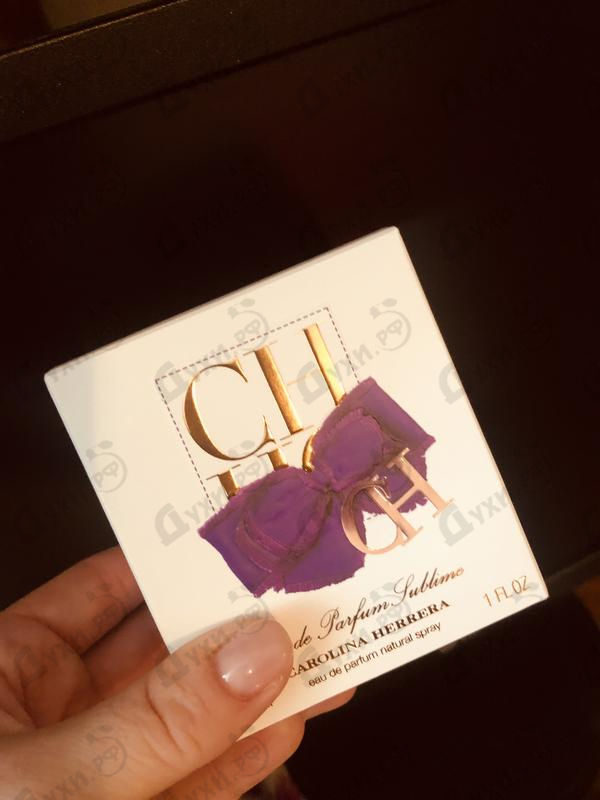 CH
CH
de Parfum Sublime
CAROLINA HERRERA
eau de parfum natural spray
1 FL OZ
Духи.РФ